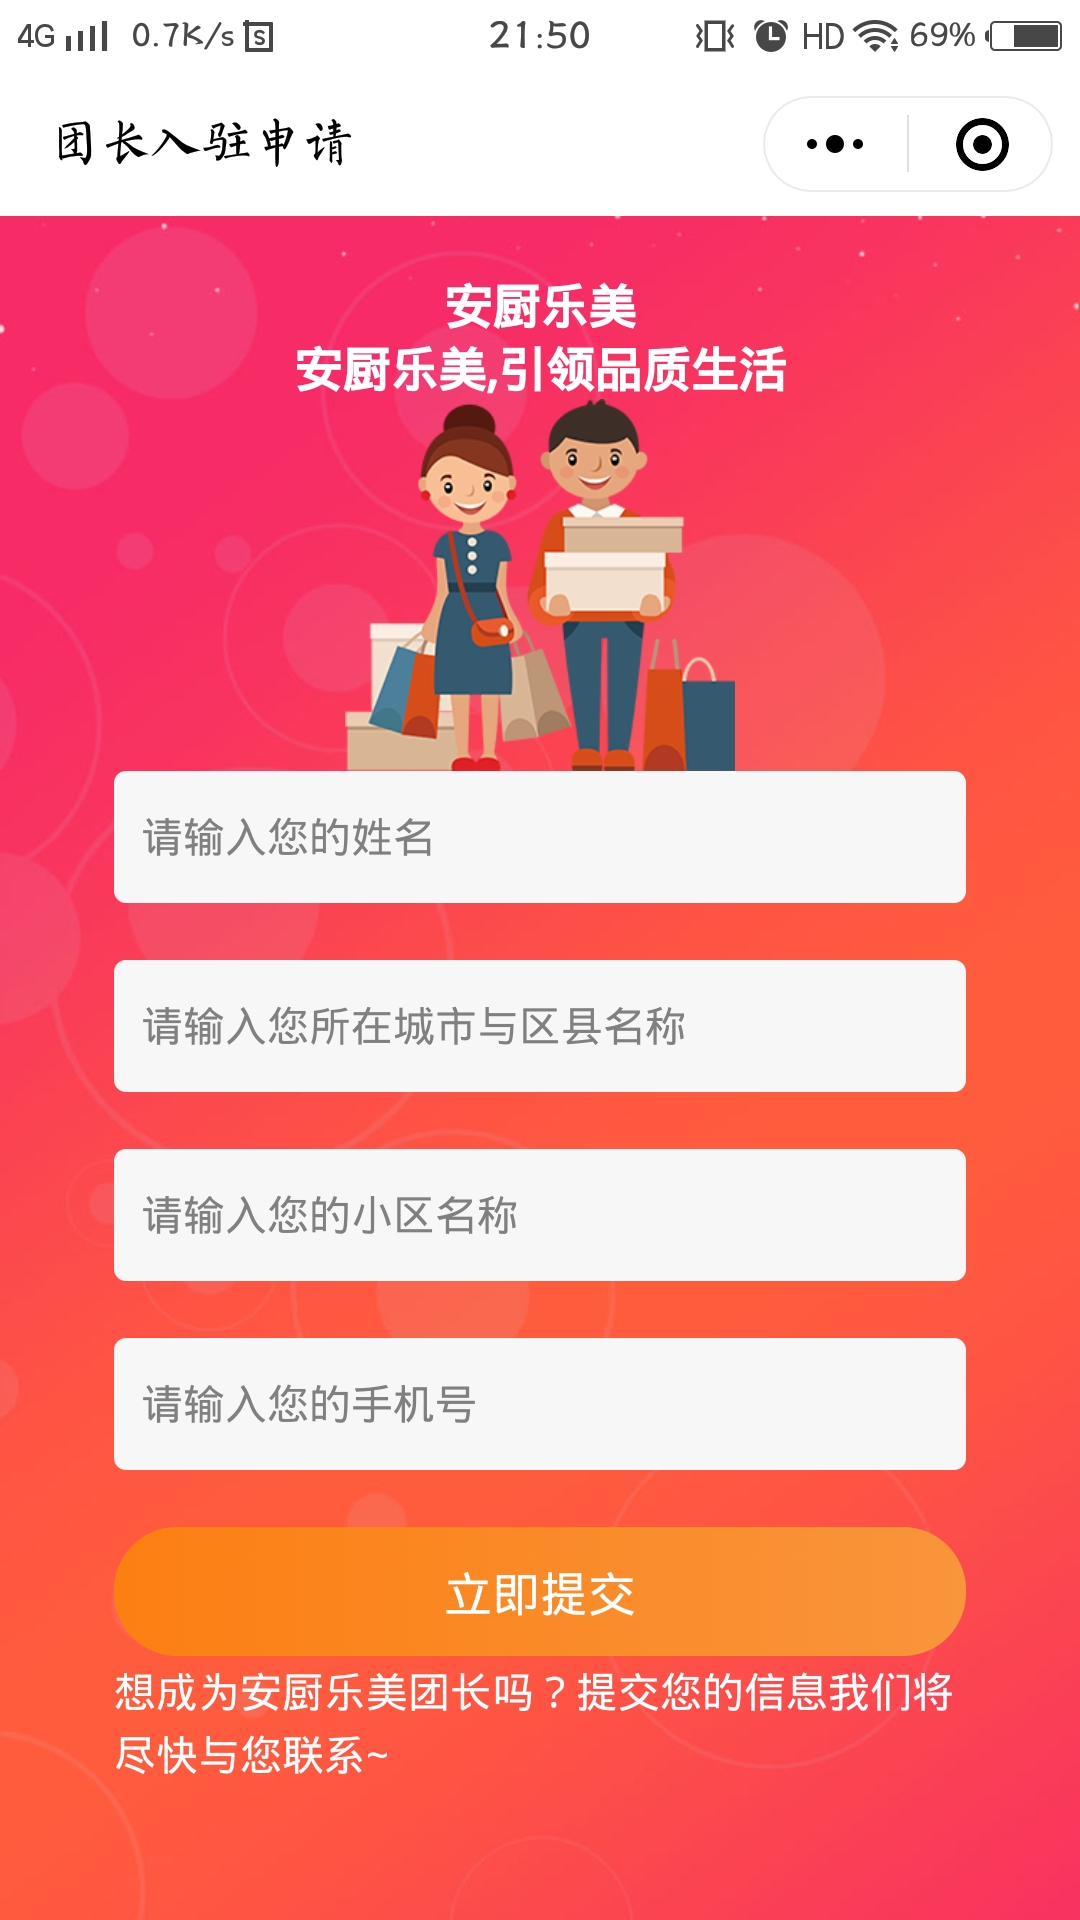 4G 0.7K/s 21:50 HD 69%
团长入驻申请
安厨乐美
安厨乐美,引领品质生活
请输入您的姓名
请输入您所在城市与区县名称
请输入您的小区名称
请输入您的手机号
立即提交
想成为安厨乐美团长吗？提交您的信息我们将
尽快与您联系~